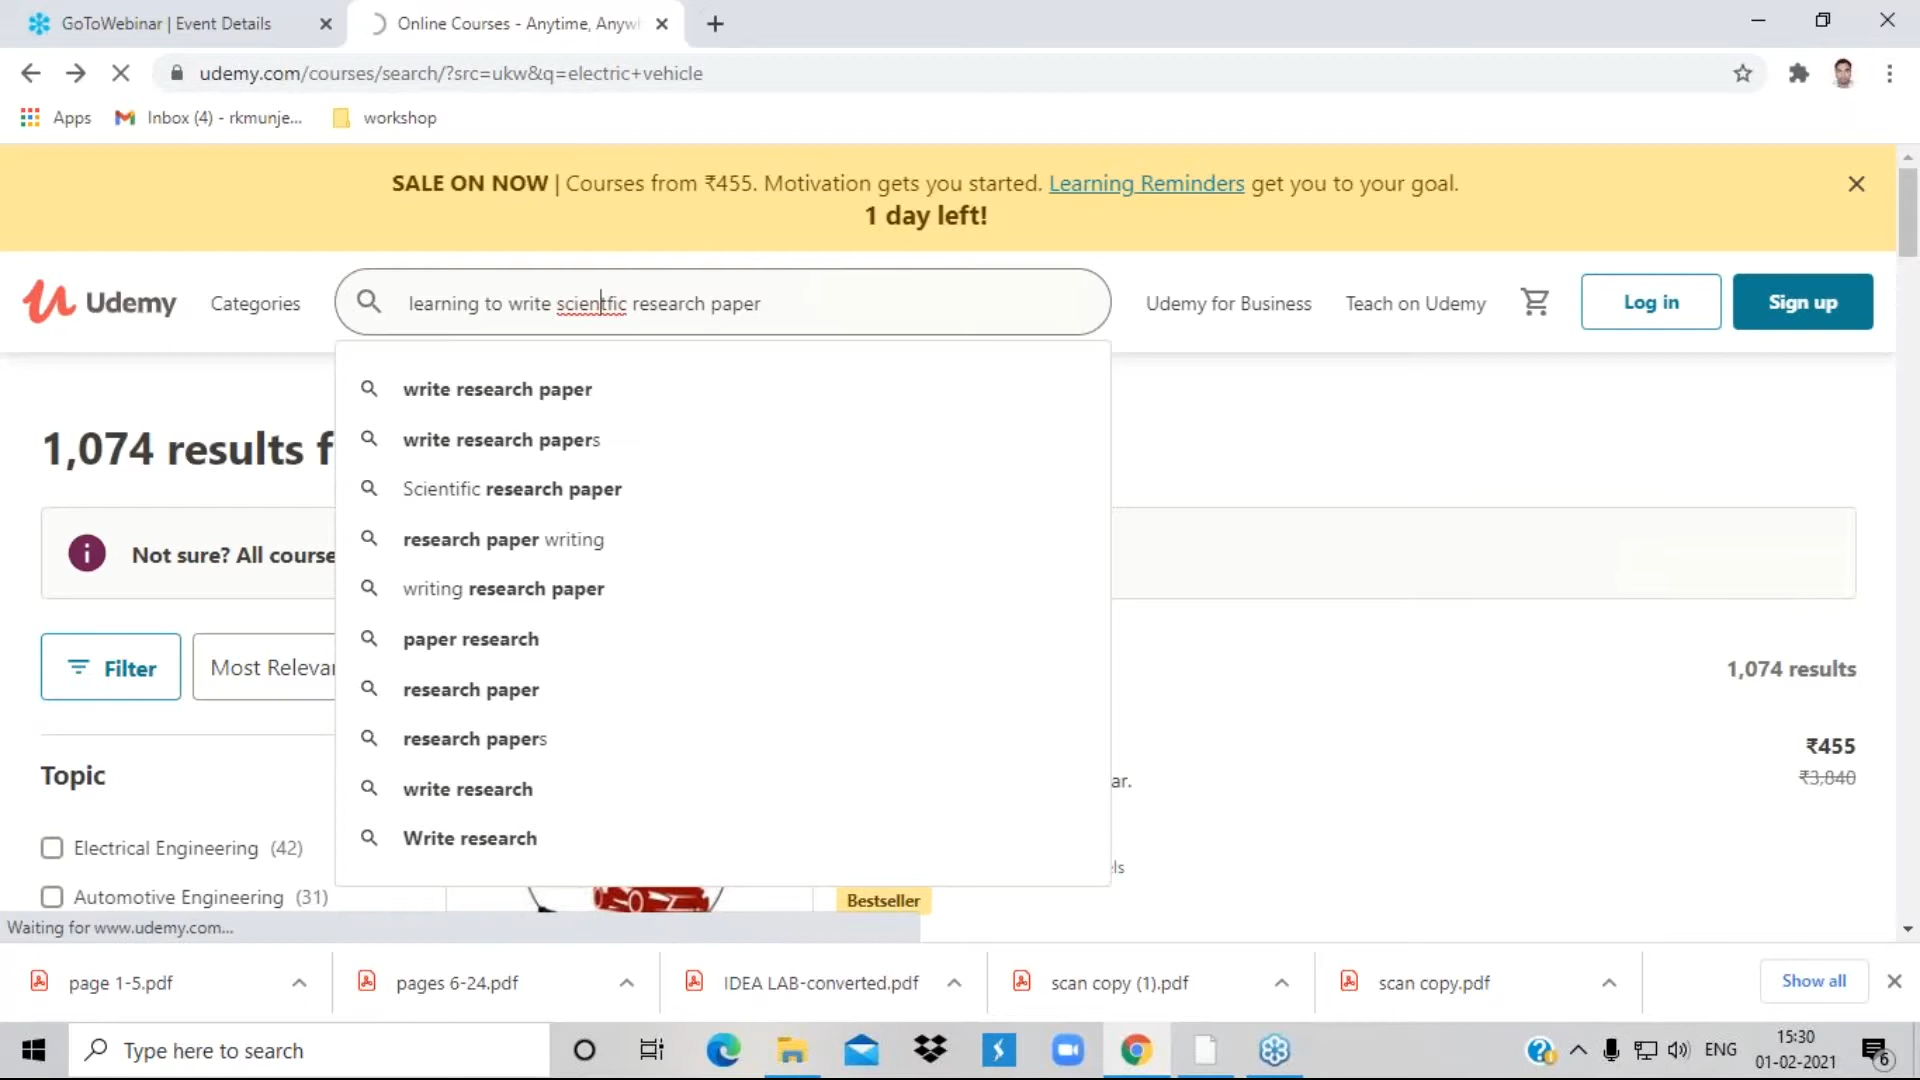 GoToWebinar | Event Details
Online Courses - Anytime, Anywh
udemy.com/courses/search/?src=ukw&q=electric+vehicle
Apps
Inbox (4) - rkmunje...
workshop
SALE ON NOW | Courses from ₹455. Motivation gets you started. Learning Reminders get you to your goal.
1 day left!
Udemy
Categories
learning to write scientfic research paper
Udemy for Business
Teach on Udemy
Log in
Sign up
write research paper
write research papers
Scientific research paper
research paper writing
writing research paper
paper research
research paper
research papers
write research
Write research
1,074 results f
Not sure? All course
Filter
Most Relevan
1,074 results
₹455
₹3,840
ar.
Topic
Electrical Engineering (42)
Automotive Engineering (31)
els
Bestseller
Waiting for www.udemy.com...
page 1-5.pdf
pages 6-24.pdf
IDEA LAB-converted.pdf
scan copy (1).pdf
scan copy.pdf
Show all
Type here to search
ENG
15:30
01-02-2021
6